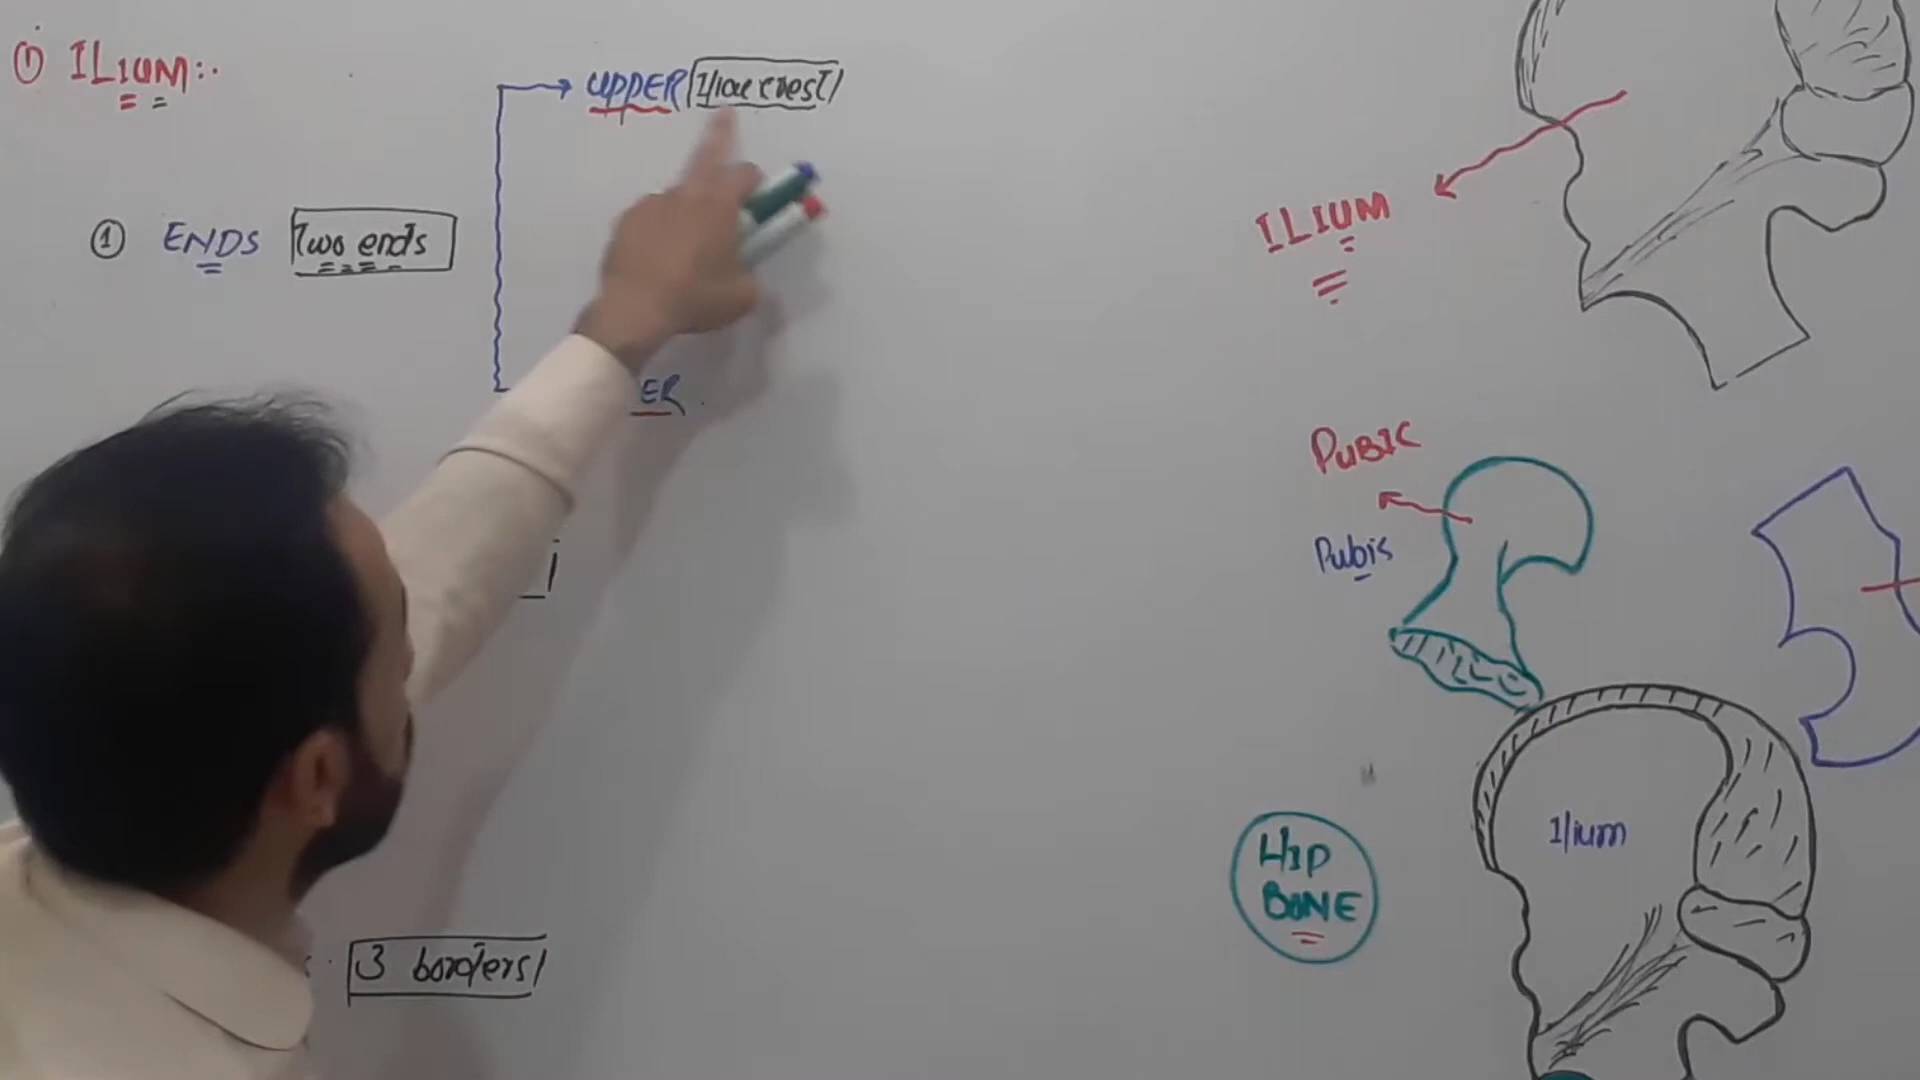 ① ILIUM:.
UPPER Iliac crest
① ENDS Two ends
ER
3 borders
ILIUM
PUBIC
Pubis
Ilium
HIP
BONE